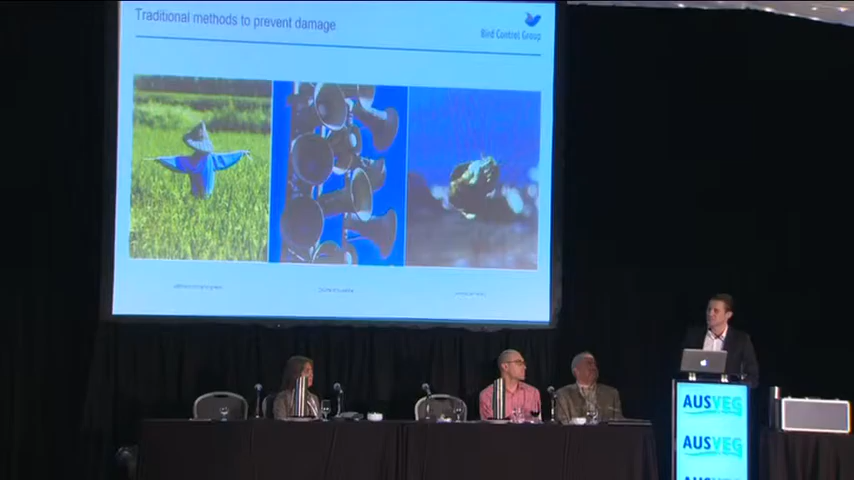 Traditional methods to prevent damage
Bird Control Group
AUSVEG
AUSVEG
AUSVEG